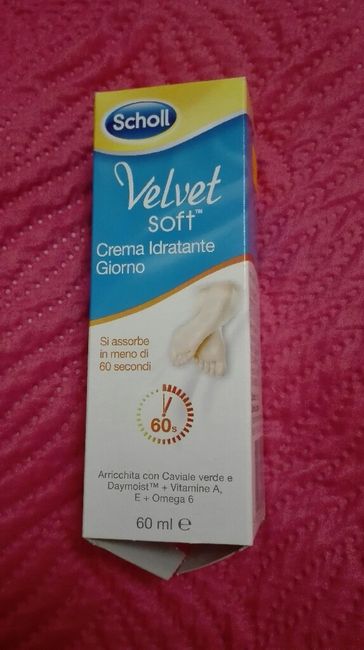 Scholl
Velvet
soft™
Crema Idratante
Giorno
Si assorbe
in meno di
60 secondi
60s
Arricchita con Caviale verde e
Daymoist™ + Vitamine A,
E + Omega 6
60 ml e